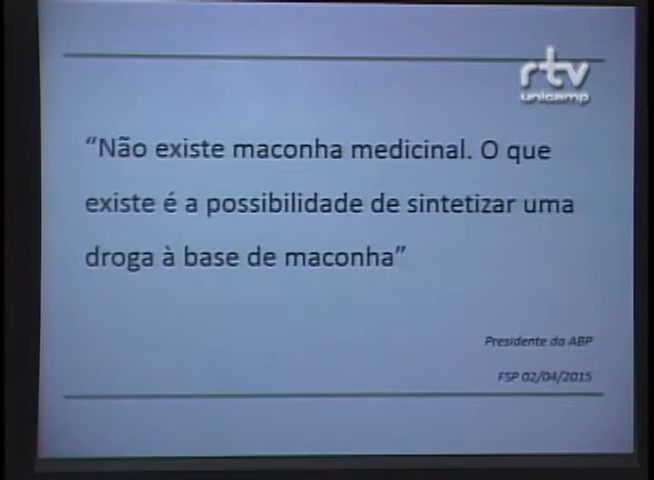 rtv
unicamp
“Não existe maconha medicinal. O que
existe é a possibilidade de sintetizar uma
droga à base de maconha”
Presidente da ABP
FSP 02/04/2015